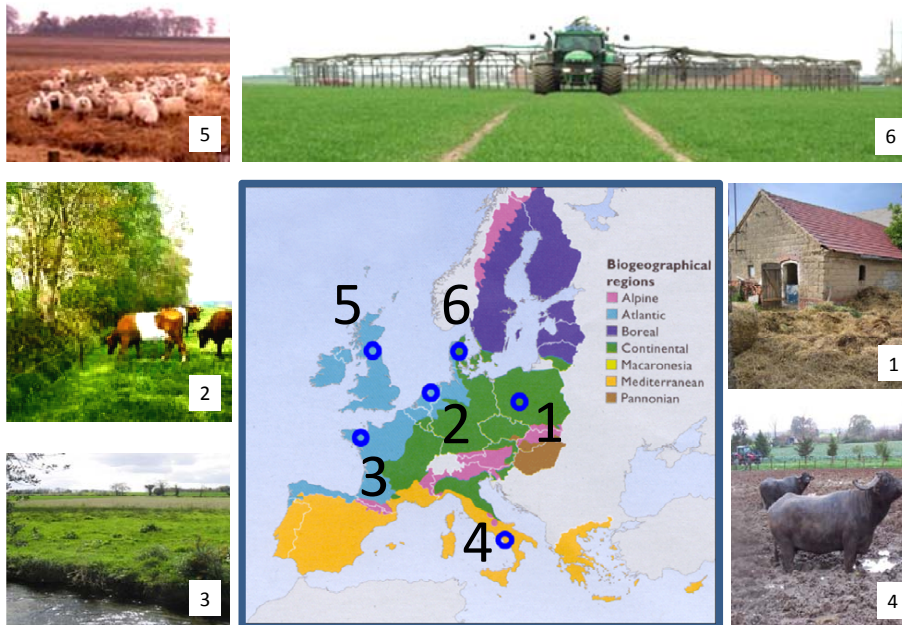 5
6
2
1
3
4
5
6
2
1
3
4
Biogeographical
regions
Alpine
Atlantic
Boreal
Continental
Macaronesia
Mediterranean
Pannonian